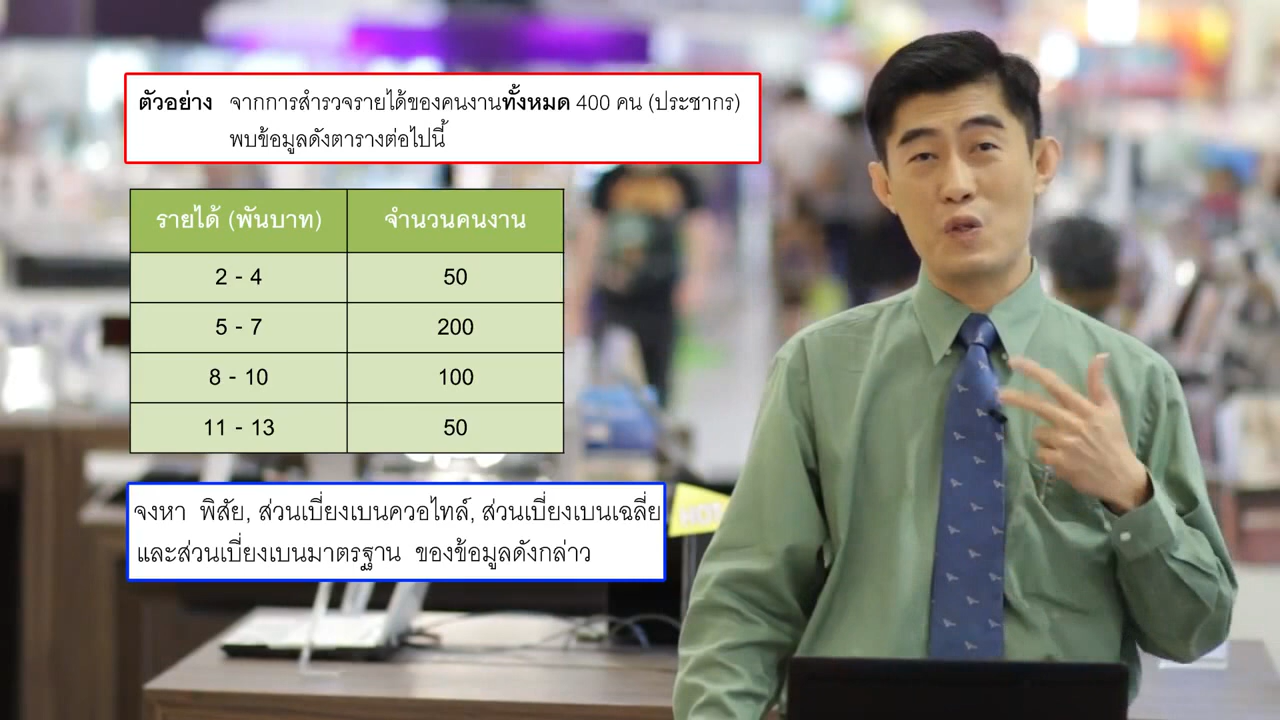 ตัวอย่าง จากการสำรวจรายได้ของคนงานทั้งหมด 400 คน (ประชากร)
พบข้อมูลดังตารางต่อไปนี้
รายได้ (พันบาท) จำนวนคนงาน
2 - 4 50
5 - 7 200
8 - 10 100
11 - 13 50
จงหา พิสัย, ส่วนเบี่ยงเบนควอไทล์, ส่วนเบี่ยงเบนเฉลี่ย
และส่วนเบี่ยงเบนมาตรฐาน ของข้อมูลดังกล่าว